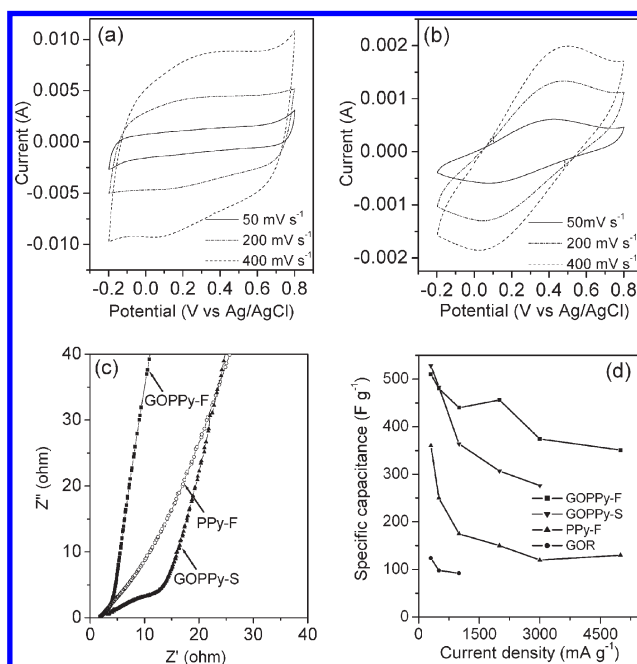 (a)
0.010
0.005
0.000
-0.005
-0.010
Current (A)
50 mV s⁻¹
200 mV s⁻¹
400 mV s⁻¹
-0.2 0.0 0.2 0.4 0.6 0.8
Potential (V vs Ag/AgCl)
(b)
0.002
0.001
0.000
-0.001
-0.002
Current (A)
50mV s⁻¹
200 mV s⁻¹
400 mV s⁻¹
-0.2 0.0 0.2 0.4 0.6 0.8
Potential (V vs Ag/AgCl)
(c)
40
30
20
10
0
Z" (ohm)
GOPPy-F
PPy-F
GOPPy-S
0 10 20 30 40
Z' (ohm)
(d)
500
400
300
200
100
0
Specific capacitance (F g⁻¹)
GOPPy-F
GOPPy-S
PPy-F
GOR
0 1500 3000 4500
Current density (mA g⁻¹)